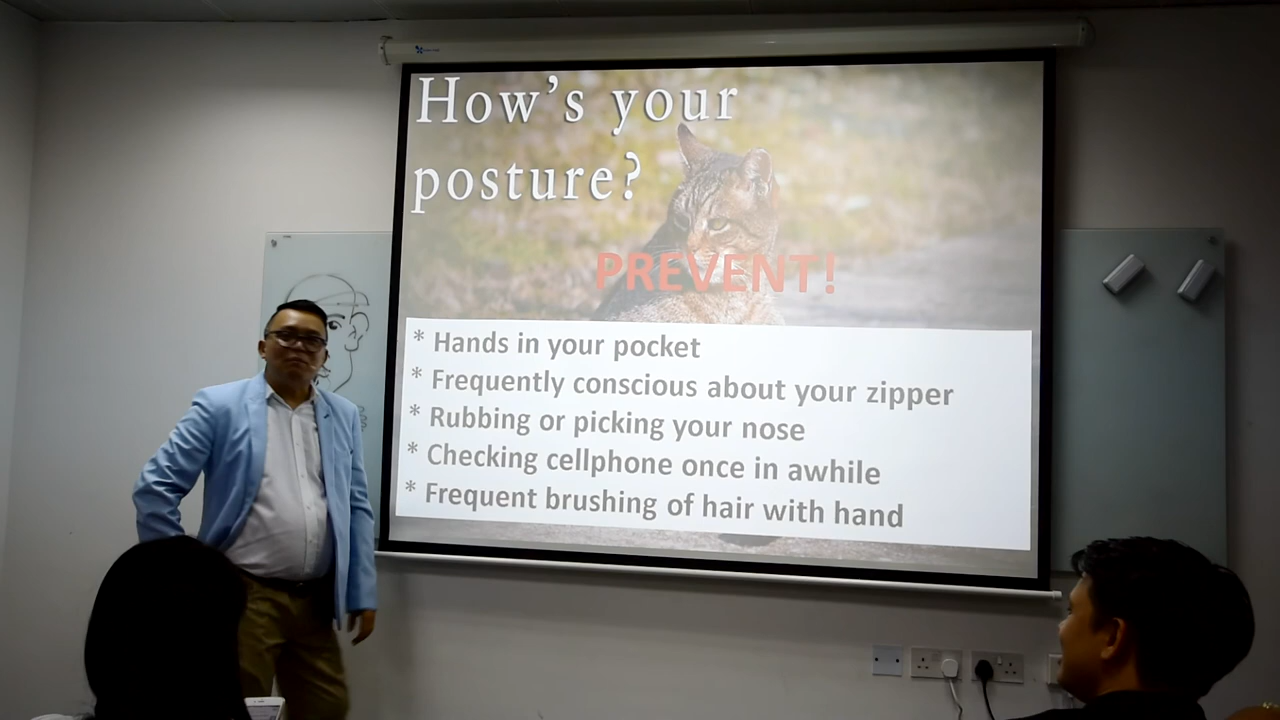 How's your
posture?
PREVENT!
* Hands in your pocket
* Frequently conscious about your zipper
* Rubbing or picking your nose
* Checking cellphone once in awhile
* Frequent brushing of hair with hand